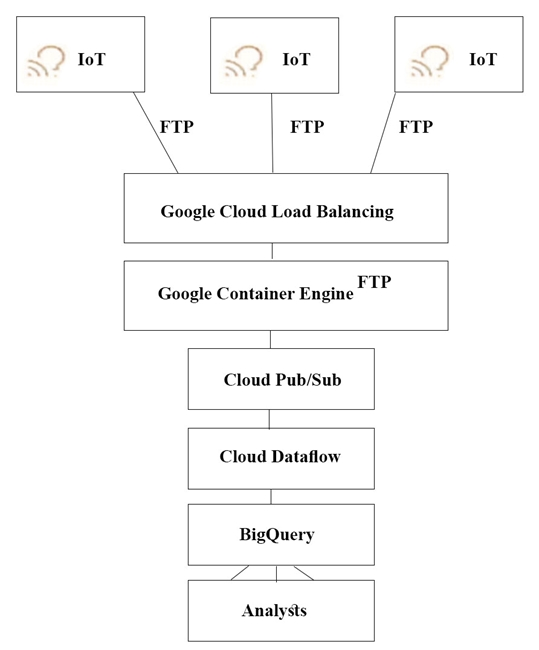 IoT
IoT
IoT
FTP
FTP
FTP
Google Cloud Load Balancing
Google Container Engine FTP
Cloud Pub/Sub
Cloud Dataflow
BigQuery
Analysts